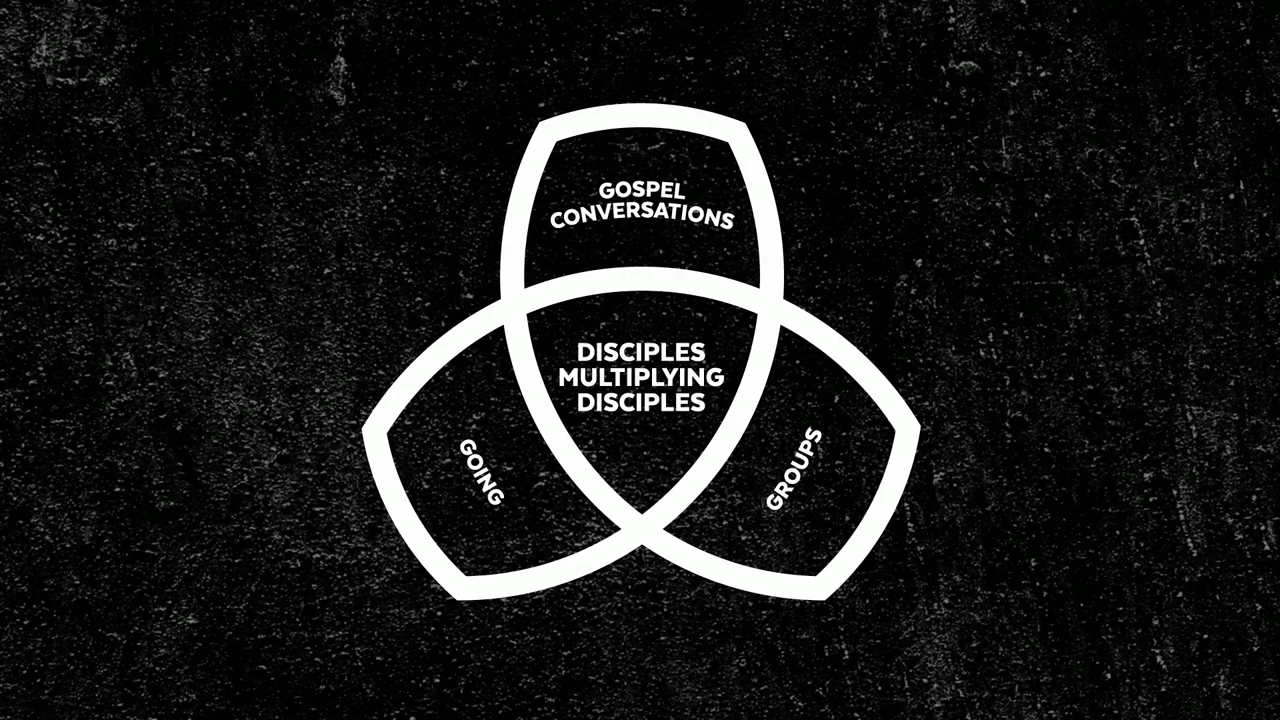 GOSPEL
CONVERSATIONS
DISCIPLES
MULTIPLYING
DISCIPLES
GOING
GROUPS